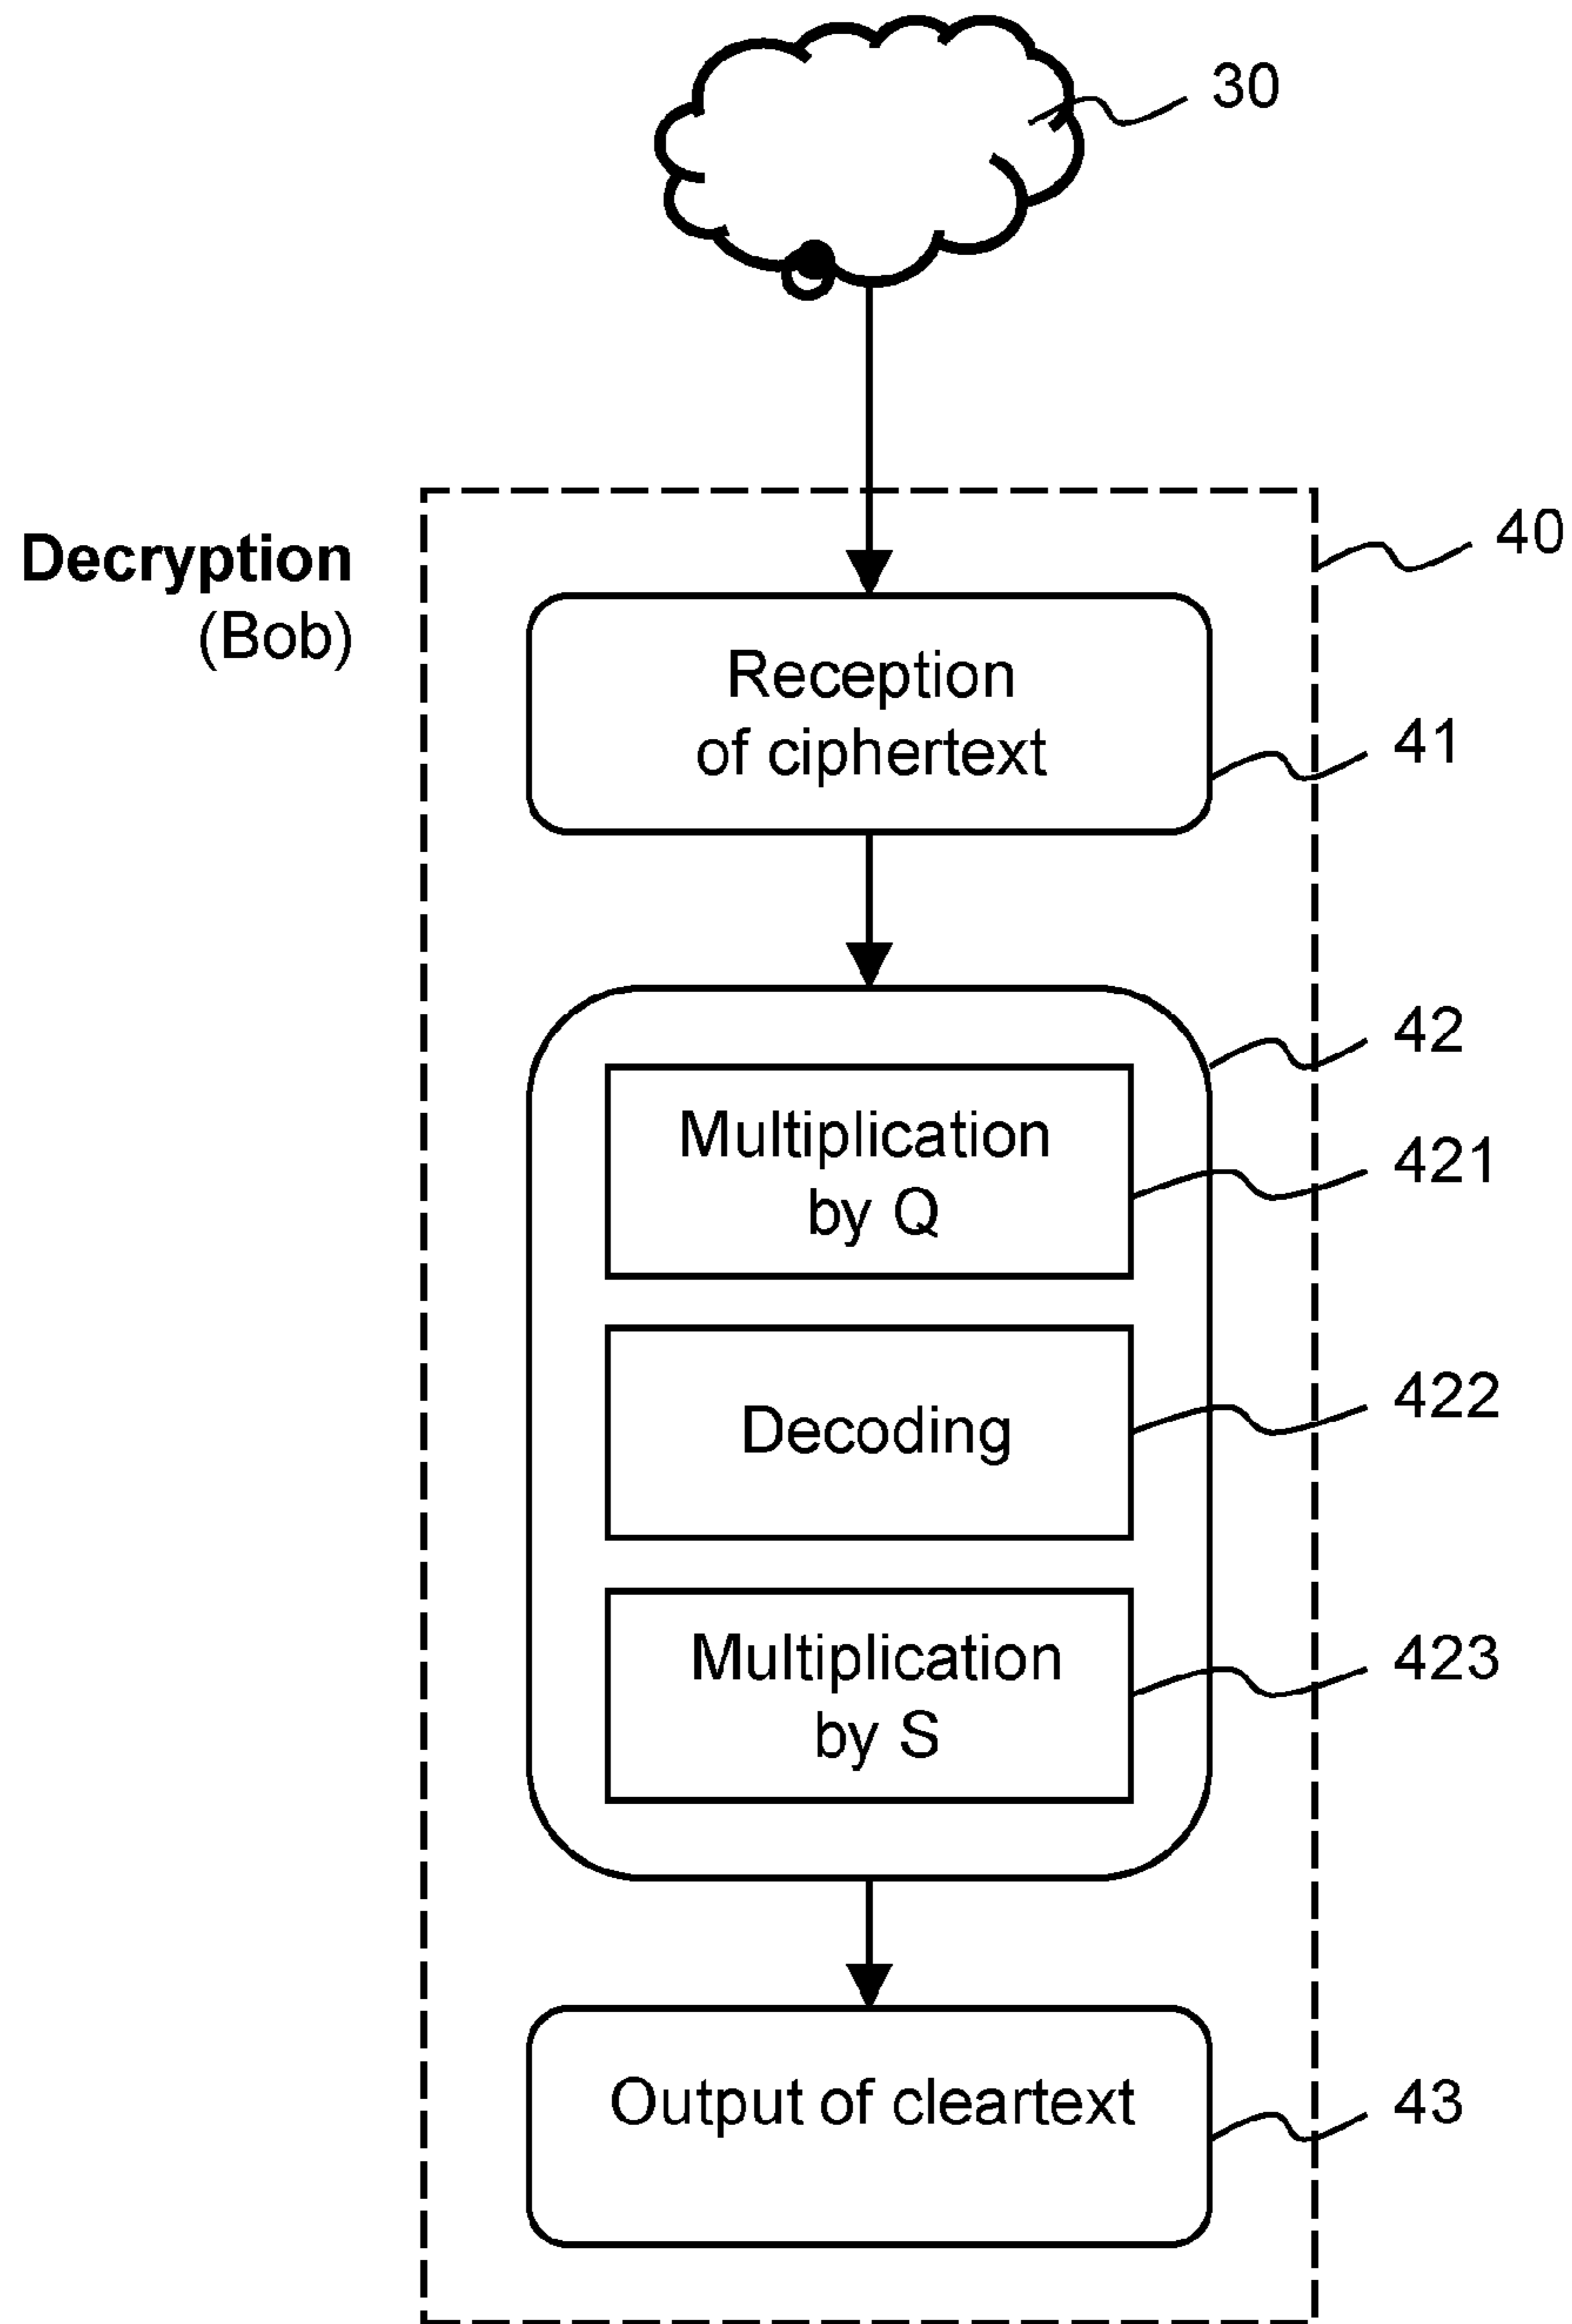 30
Decryption
(Bob)
40
Reception
of ciphertext
41
42
Multiplication
by Q
421
Decoding
422
Multiplication
by S
423
Output of cleartext
43